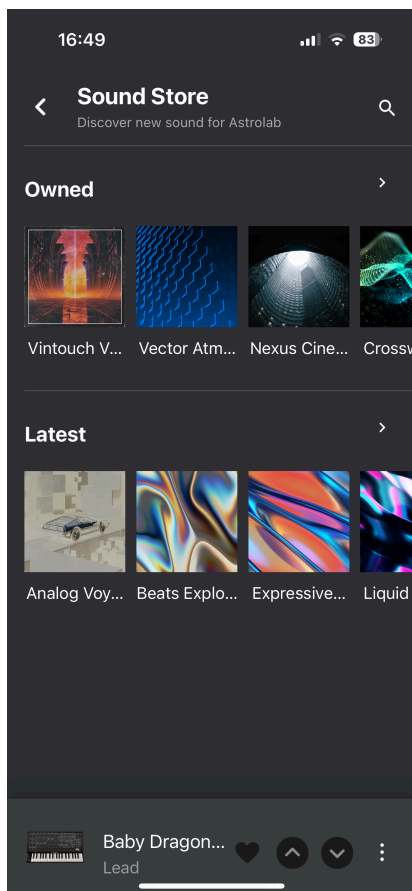 16:49
83
Sound Store
Discover new sound for Astrolab
Owned
Vintouch V... Vector Atm... Nexus Cine... Crossw
Latest
Analog Voy... Beats Explo... Expressive... Liquid
Baby Dragon...
Lead